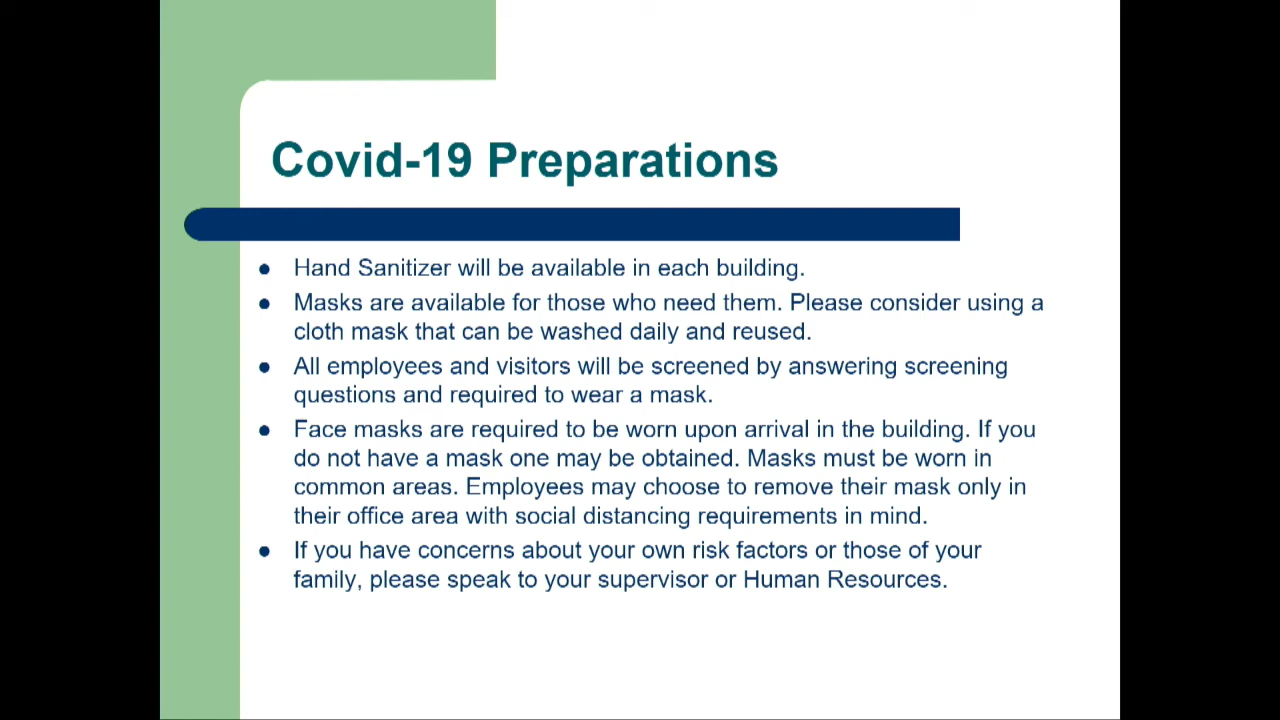 Covid-19 Preparations
● Hand Sanitizer will be available in each building.
● Masks are available for those who need them. Please consider using a
cloth mask that can be washed daily and reused.
● All employees and visitors will be screened by answering screening
questions and required to wear a mask.
● Face masks are required to be worn upon arrival in the building. If you
do not have a mask one may be obtained. Masks must be worn in
common areas. Employees may choose to remove their mask only in
their office area with social distancing requirements in mind.
● If you have concerns about your own risk factors or those of your
family, please speak to your supervisor or Human Resources.